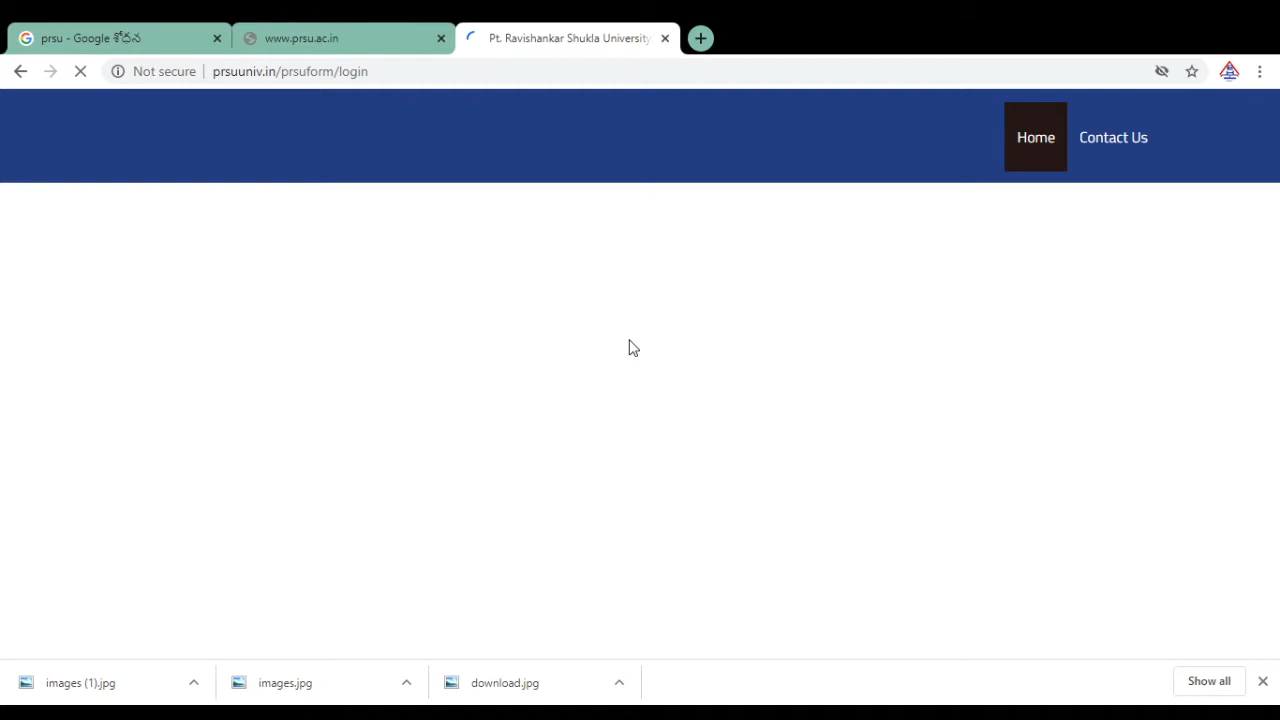 prsu - Google శోధన
www.prsu.ac.in
Pt. Ravishankar Shukla University
Not secure
prsuuniv.in/prsuform/login
Home
Contact Us
images (1).jpg
images.jpg
download.jpg
Show all